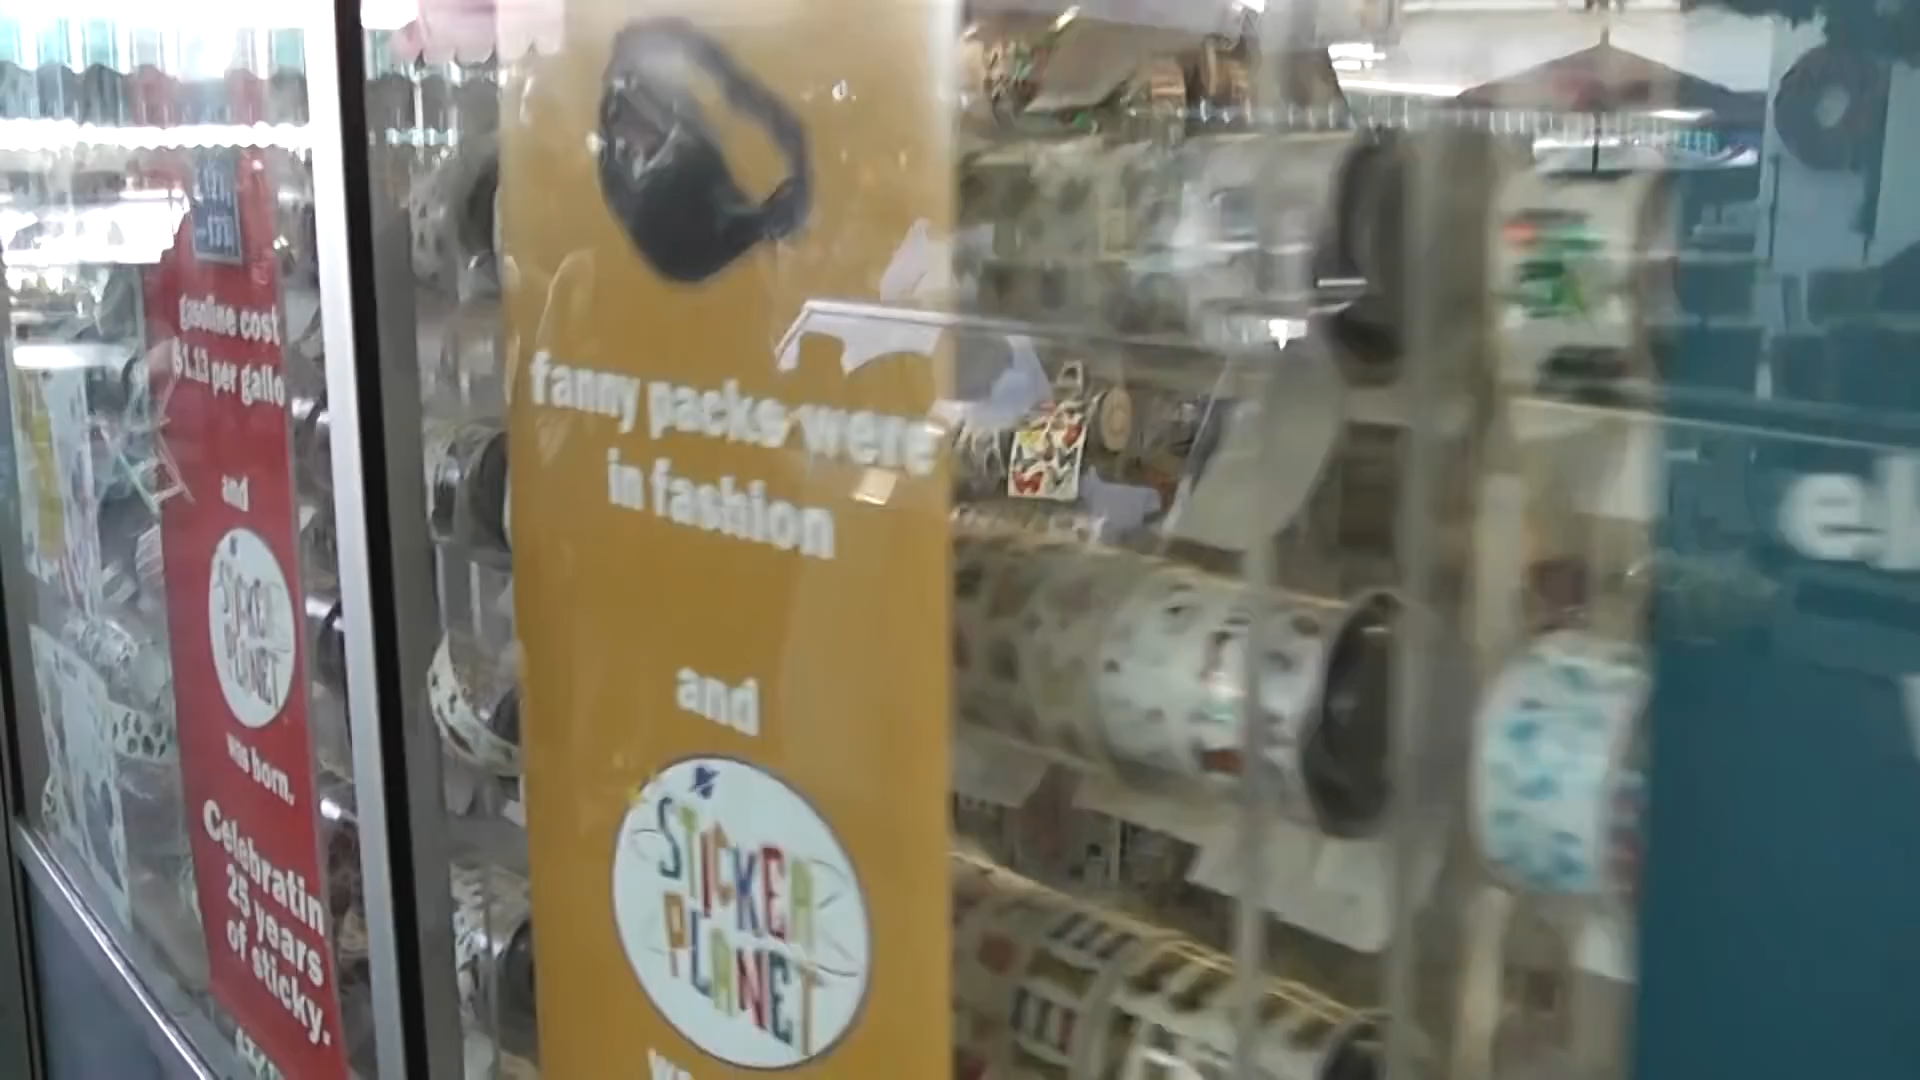 gasoline cost
$1.13 per gallo
and
STICKER
PLANET
was born.
Celebratin
25 years
of sticky.
fanny packs were
in fashion
and
STICKER
PLANET
el